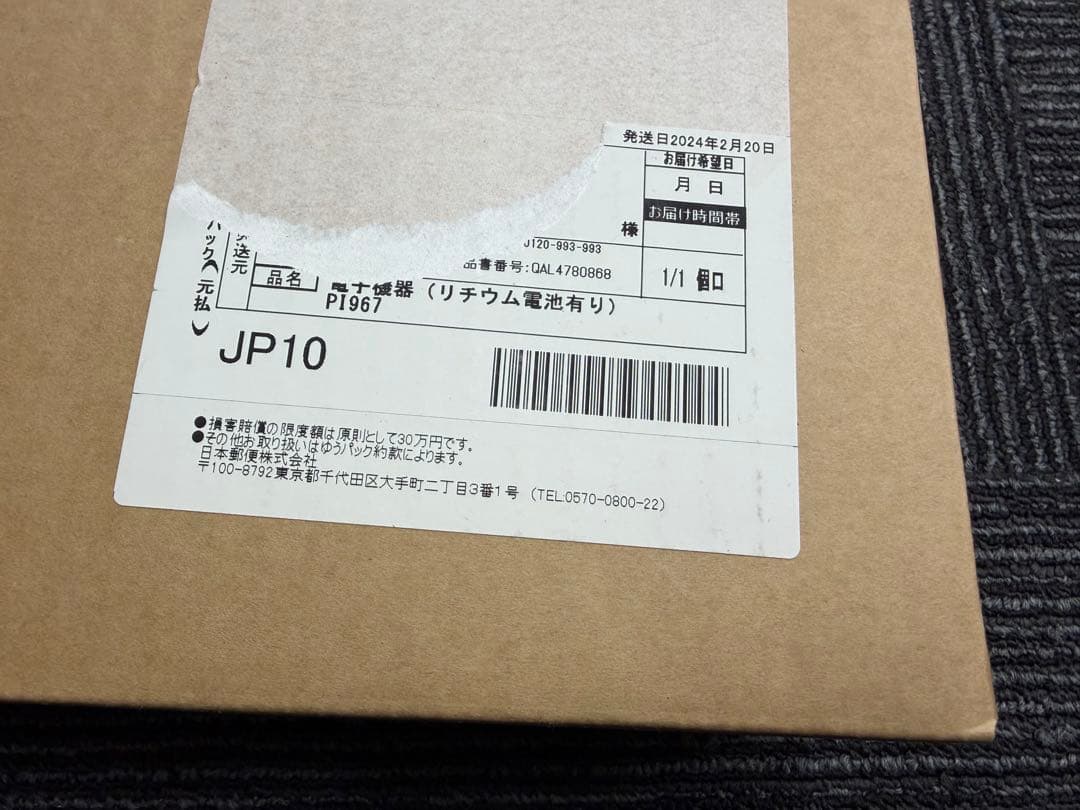 発送日2024年2月20日
お届け希望日
月 日
お届け時間帯
様
J120-993-993
品書番号:QAL4780868
1/1 個口
パック(元払)
送元
品名
電子機器(リチウム電池有り)
PI967
JP10
●損害賠償の限度額は原則として30万円です。
●その他お取り扱いはゆうパック約款によります。
日本郵便株式会社
〒100-8792東京都千代田区大手町二丁目3番1号 (TEL:0570-0800-22)